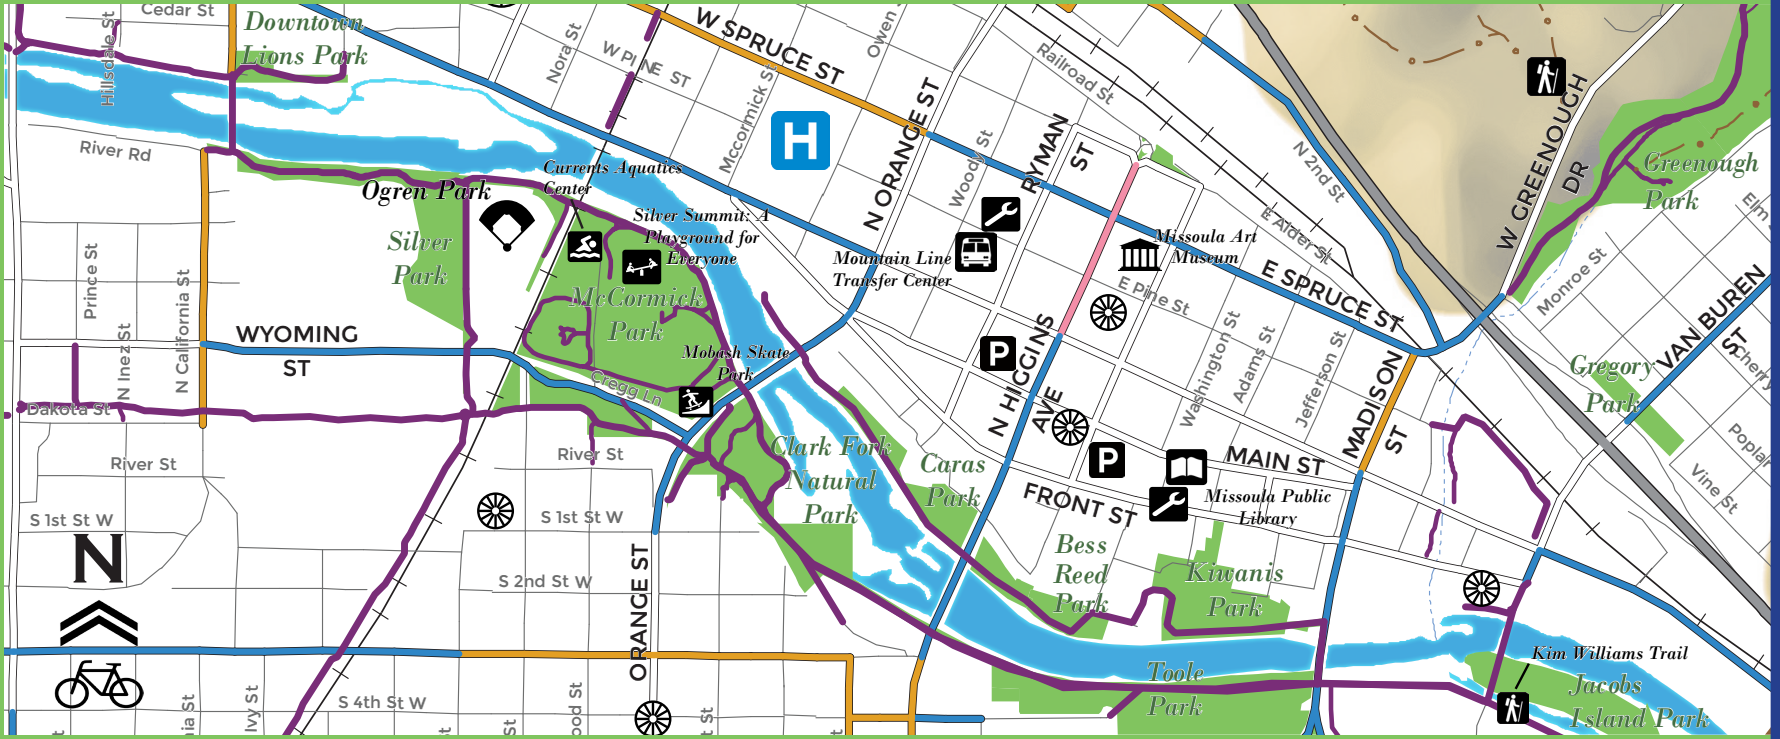 Cedar St
Hillsdale St
Downtown
Lions Park
Nora St
W PINE ST
W SPRUCE ST
Owen
Mccormick St
Railroad St
H
N ORANGE ST
Woody St
RYMAN
ST
N 2nd St
W GREENOUGH
DR
Greenough
Park
Elm
River Rd
Currents Aquatics
Center
Ogren Park
Silver Summit: A
Playground for
Everyone
Silver
Park
McCormick
Park
Mountain Line
Transfer Center
Missoula Art
Museum
E Alder St
E Pine St
E SPRUCE ST
Monroe St
VAN BUREN
ST
Cherry
Gregory
Park
Poplar
Vine St
Prince St
N Inez St
N California St
WYOMING
ST
Dakota St
Cregg Ln
Mobash Skate
Park
P
N HIGGINS
AVE
Washington St
Adams St
Jefferson St
MADISON
ST
River St
River St
Clark Fork
Natural
Park
Caras
Park
P
MAIN ST
FRONT ST
Missoula Public
Library
S 1st St W
S 1st St W
N
S 2nd St W
ORANGE ST
Bess
Reed
Park
Kiwanis
Park
Toole
Park
Kim Williams Trail
Jacobs
Island Park
S 4th St W
nia St
Ivy St
St
ood St
St